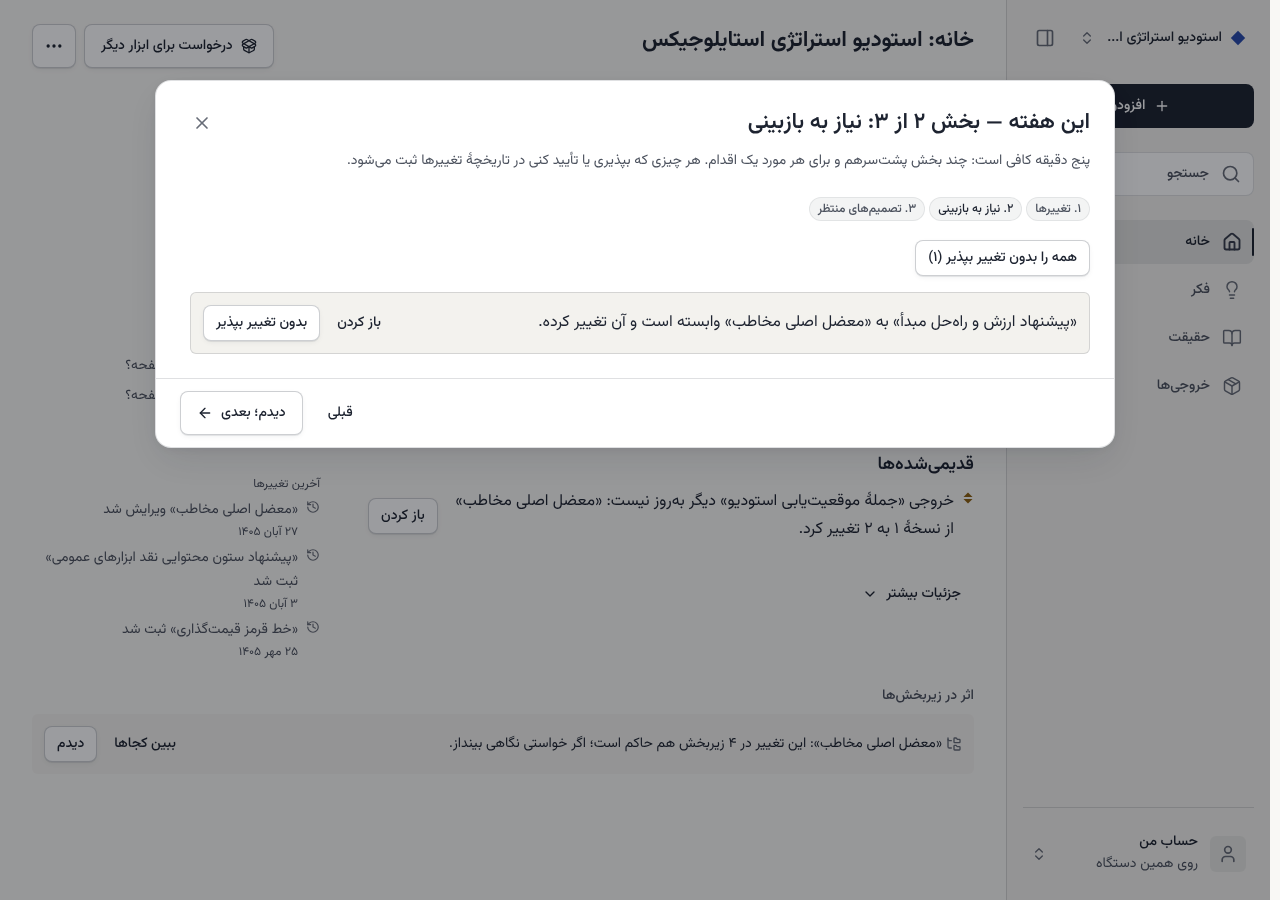 استودیو استراتژی ا...
خانه: استودیو استراتژی استایلوجیکس
درخواست برای ابزار دیگر
جستجو
خانه
فکر
حقیقت
خروجی‌ها
این هفته — بخش ۲ از ۳: نیاز به بازبینی
پنج دقیقه کافی است: چند بخش پشت‌سرهم و برای هر مورد یک اقدام. هر چیزی که بپذیری یا تأیید کنی در تاریخچهٔ تغییرها ثبت می‌شود.
۱. تغییرها
۲. نیاز به بازبینی
۳. تصمیم‌های منتظر
همه را بدون تغییر بپذیر (۱)
«پیشنهاد ارزش و راه‌حل مبدأ» به «معضل اصلی مخاطب» وابسته است و آن تغییر کرده.
باز کردن
بدون تغییر بپذیر
قبلی
دیدم؛ بعدی
قدیمی‌شده‌ها
خروجی «جملهٔ موقعیت‌یابی استودیو» دیگر به‌روز نیست: «معضل اصلی مخاطب»
از نسخهٔ ۱ به ۲ تغییر کرد.
باز کردن
جزئیات بیشتر
آخرین تغییرها
«معضل اصلی مخاطب» ویرایش شد
۲۷ آبان ۱۴۰۵
«پیشنهاد ستون محتوایی نقد ابزارهای عمومی»
ثبت شد
۳ آبان ۱۴۰۵
«خط قرمز قیمت‌گذاری» ثبت شد
۲۵ مهر ۱۴۰۵
اثر در زیربخش‌ها
«معضل اصلی مخاطب»: این تغییر در ۴ زیربخش هم حاکم است؛ اگر خواستی نگاهی بینداز.
ببین کجاها
دیدم
حساب من
روی همین دستگاه